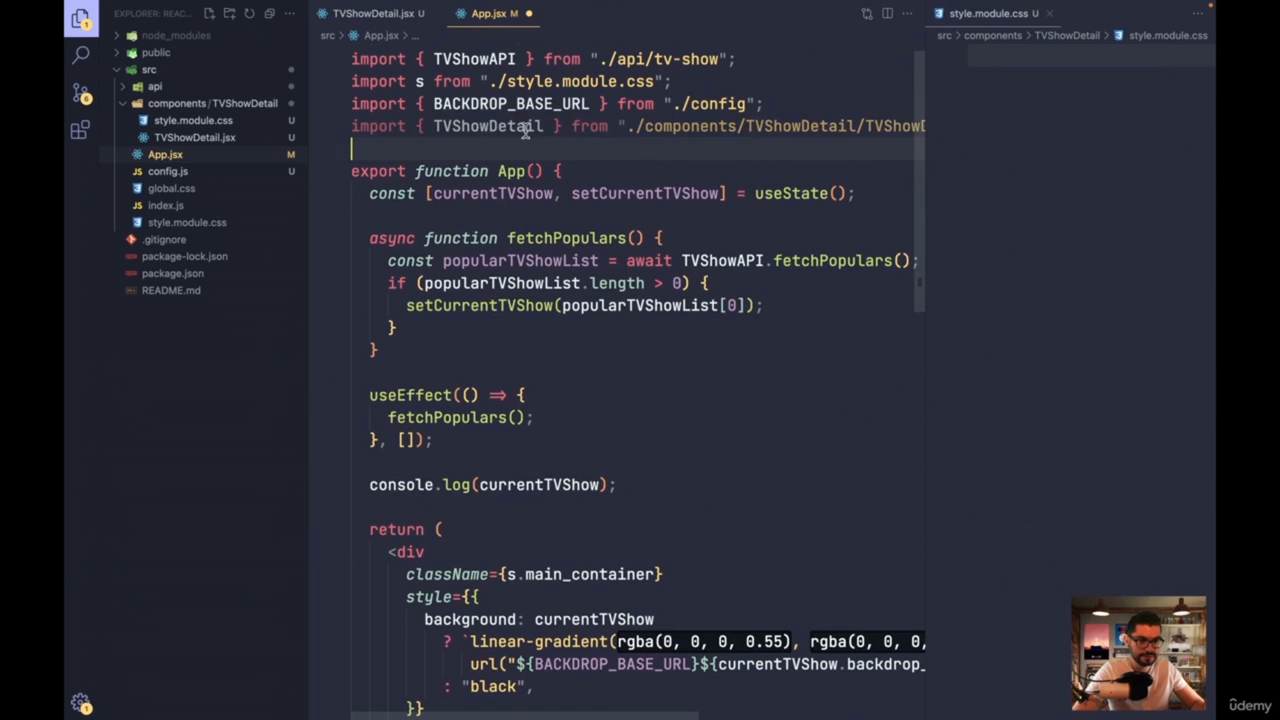 EXPLORER: REAC...
TVShowDetail.jsx U
App.jsx M
style.module.css U
node_modules
public
src
api
components / TVShowDetail
style.module.css U
TVShowDetail.jsx U
App.jsx M
config.js U
global.css
index.js
style.module.css
.gitignore
package-lock.json
package.json
README.md
1
6
1
src > App.jsx > ...
import { TVShowAPI } from "./api/tv-show";
import s from "./style.module.css";
import { BACKDROP_BASE_URL } from "./config";
import { TVShowDetail } from "./components/TVShowDetail/TVShowD
export function App() {
const [currentTVShow, setCurrentTVShow] = useState();
async function fetchPopulars() {
const popularTVShowList = await TVShowAPI.fetchPopulars();
if (popularTVShowList.length > 0) {
setCurrentTVShow(popularTVShowList[0]);
}
}
useEffect(() => {
fetchPopulars();
}, []);
console.log(currentTVShow);
return (
<div
className={s.main_container}
style={{
background: currentTVShow
? `linear-gradient(rgba(0, 0, 0, 0.55), rgba(0, 0, 0,
url("${BACKDROP_BASE_URL}${currentTVShow.backdrop_
: "black",
}}
src > components > TVShowDetail > style.module.css
ûdemy